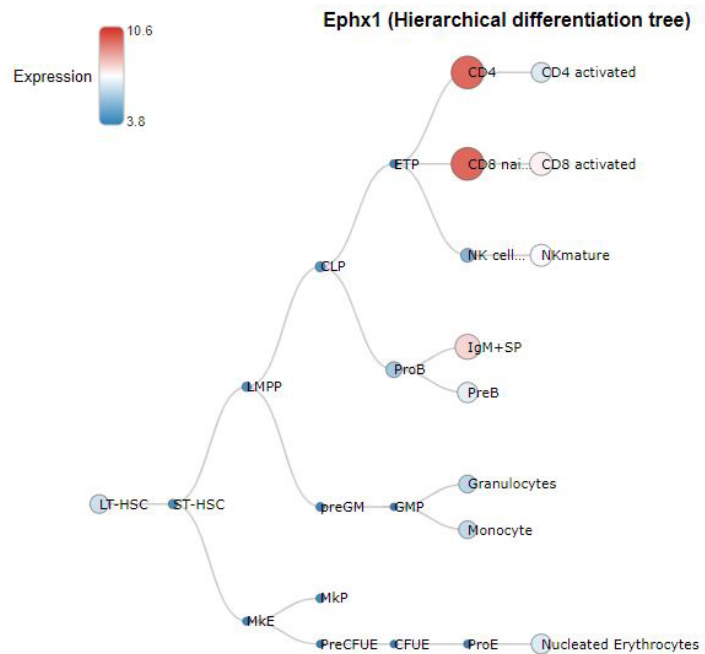 Ephx1 (Hierarchical differentiation tree)
10.6
Expression
3.8
CD4
CD4 activated
ETP
CD8 nai...
CD8 activated
NK cell...
NKmature
CLP
IgM+SP
ProB
PreB
LMPP
Granulocytes
LT-HSC
ST-HSC
preGM
GMP
Monocyte
MkP
MkE
PreCFUE
CFUE
ProE
Nucleated Erythrocytes